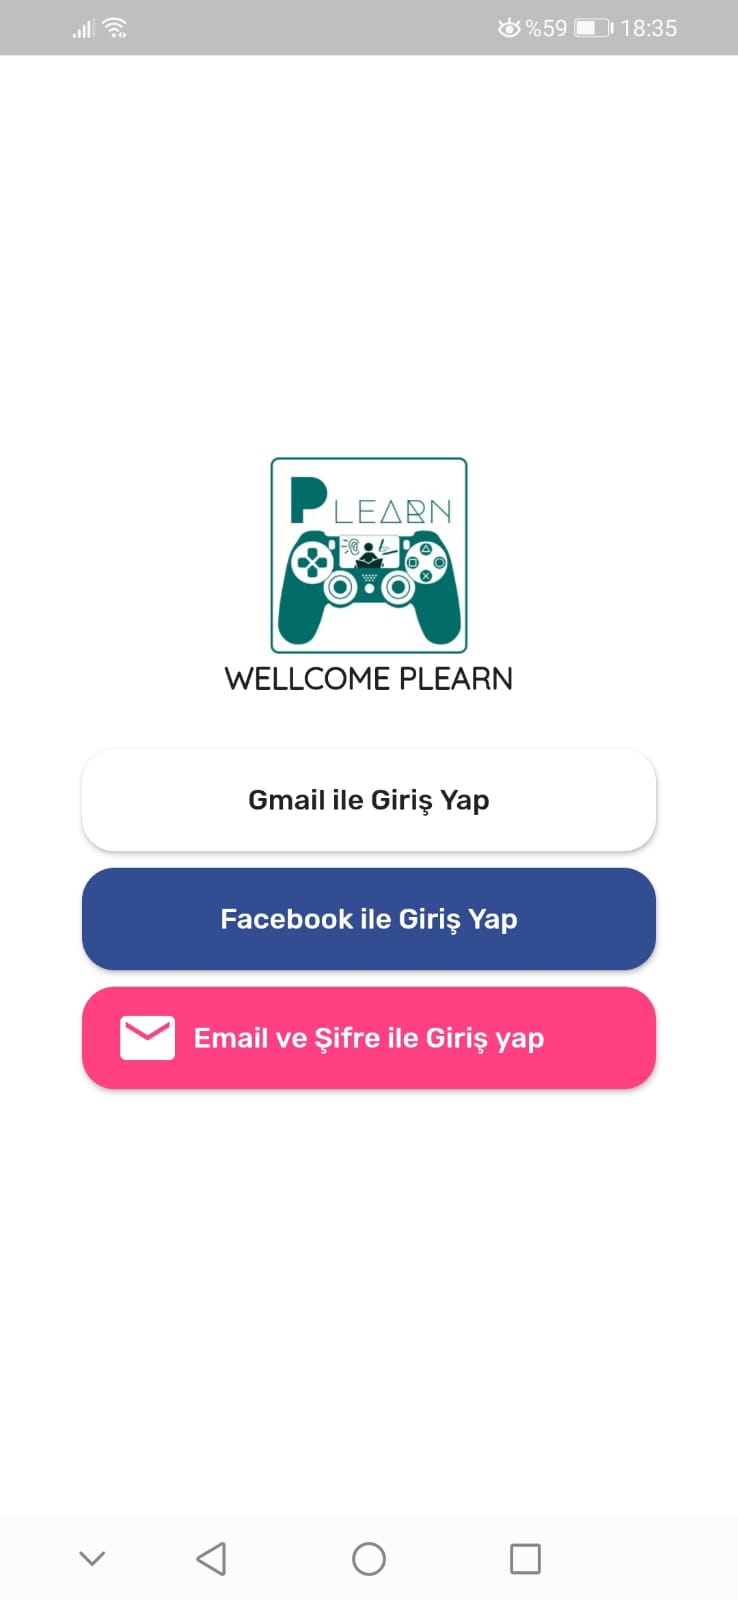 %59 18:35
PLEARN
WELLCOME PLEARN
Gmail ile Giriş Yap
Facebook ile Giriş Yap
Email ve Şifre ile Giriş yap